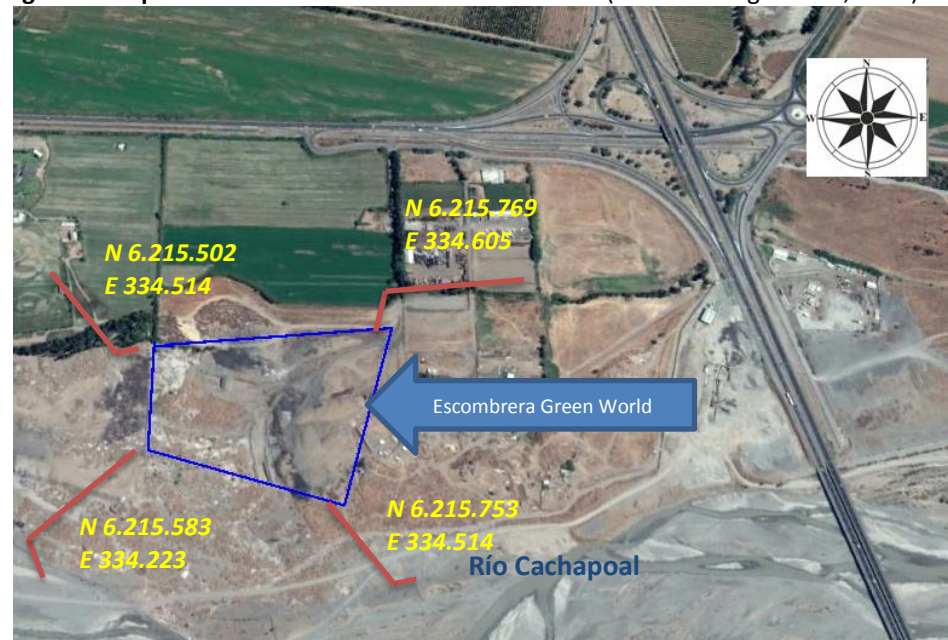 N
W
E
S
N 6.215.769
E 334.605
N 6.215.502
E 334.514
Escombrera Green World
N 6.215.583
E 334.223
N 6.215.753
E 334.514
Río Cachapoal